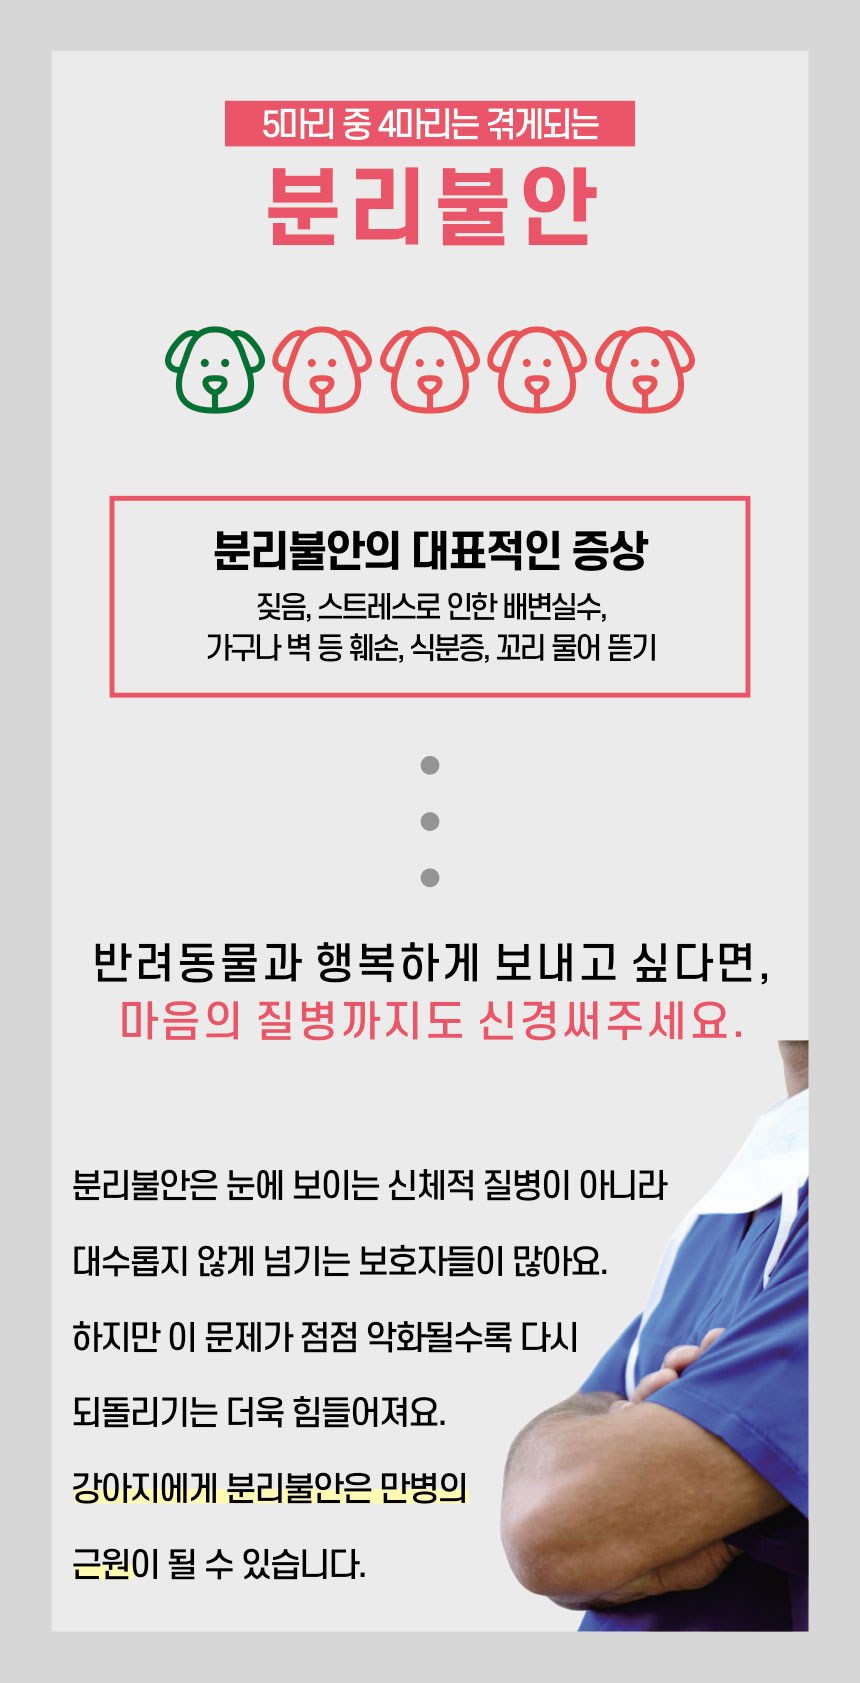 5마리 중 4마리는 겪게되는
분리불안
분리불안의 대표적인 증상
짖음, 스트레스로 인한 배변실수,
가구나 벽 등 훼손, 식분증, 꼬리 물어 뜯기
반려동물과 행복하게 보내고 싶다면,
마음의 질병까지도 신경써주세요.
분리불안은 눈에 보이는 신체적 질병이 아니라
대수롭지 않게 넘기는 보호자들이 많아요.
하지만 이 문제가 점점 악화될수록 다시
되돌리기는 더욱 힘들어져요.
강아지에게 분리불안은 만병의
근원이 될 수 있습니다.